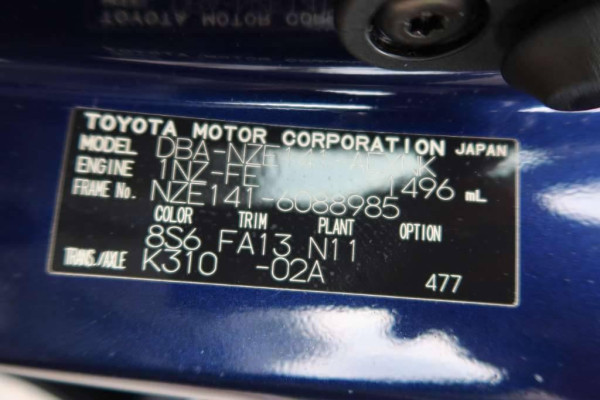 TOYOTA MOTOR CORPORATION JAPAN
MODEL DBA-NZE141
ENGINE 1NZ-FE 1496 mL
FRAME No. NZE141-6088985
COLOR TRIM PLANT OPTION
8S6 FA13 N11
TRANS./AXLE K310 -02A 477